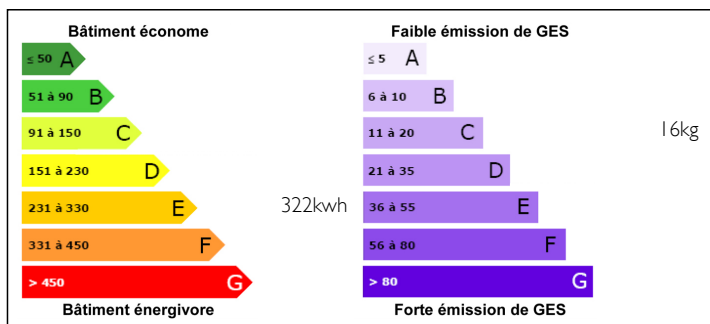 Bâtiment économe
≤ 50 A
51 à 90 B
91 à 150 C
151 à 230 D
231 à 330 E
322kwh
331 à 450 F
> 450 G
Bâtiment énergivore
Faible émission de GES
≤ 5 A
6 à 10 B
11 à 20 C
16kg
21 à 35 D
36 à 55 E
56 à 80 F
> 80 G
Forte émission de GES